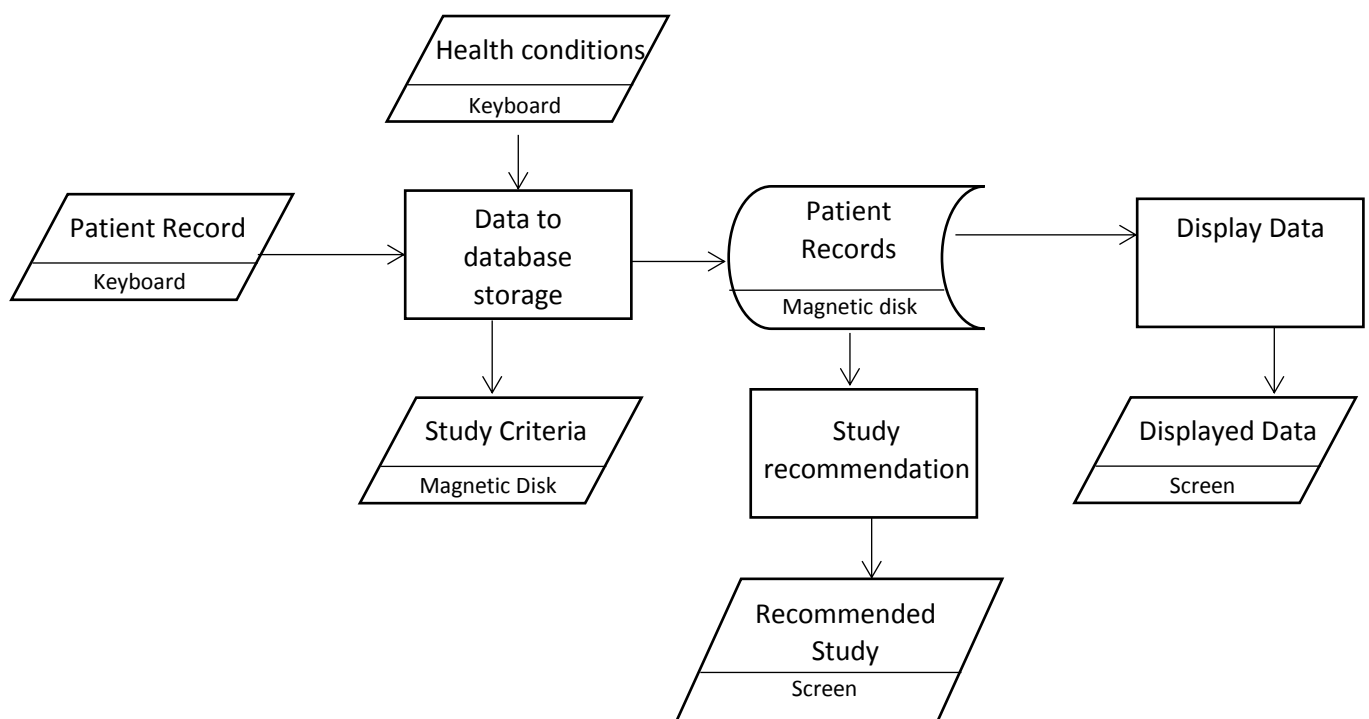 Health conditions
Keyboard
Patient Record
Keyboard
Data to
database
storage
Patient
Records
Magnetic disk
Display Data
Study Criteria
Magnetic Disk
Study
recommendation
Displayed Data
Screen
Recommended
Study
Screen